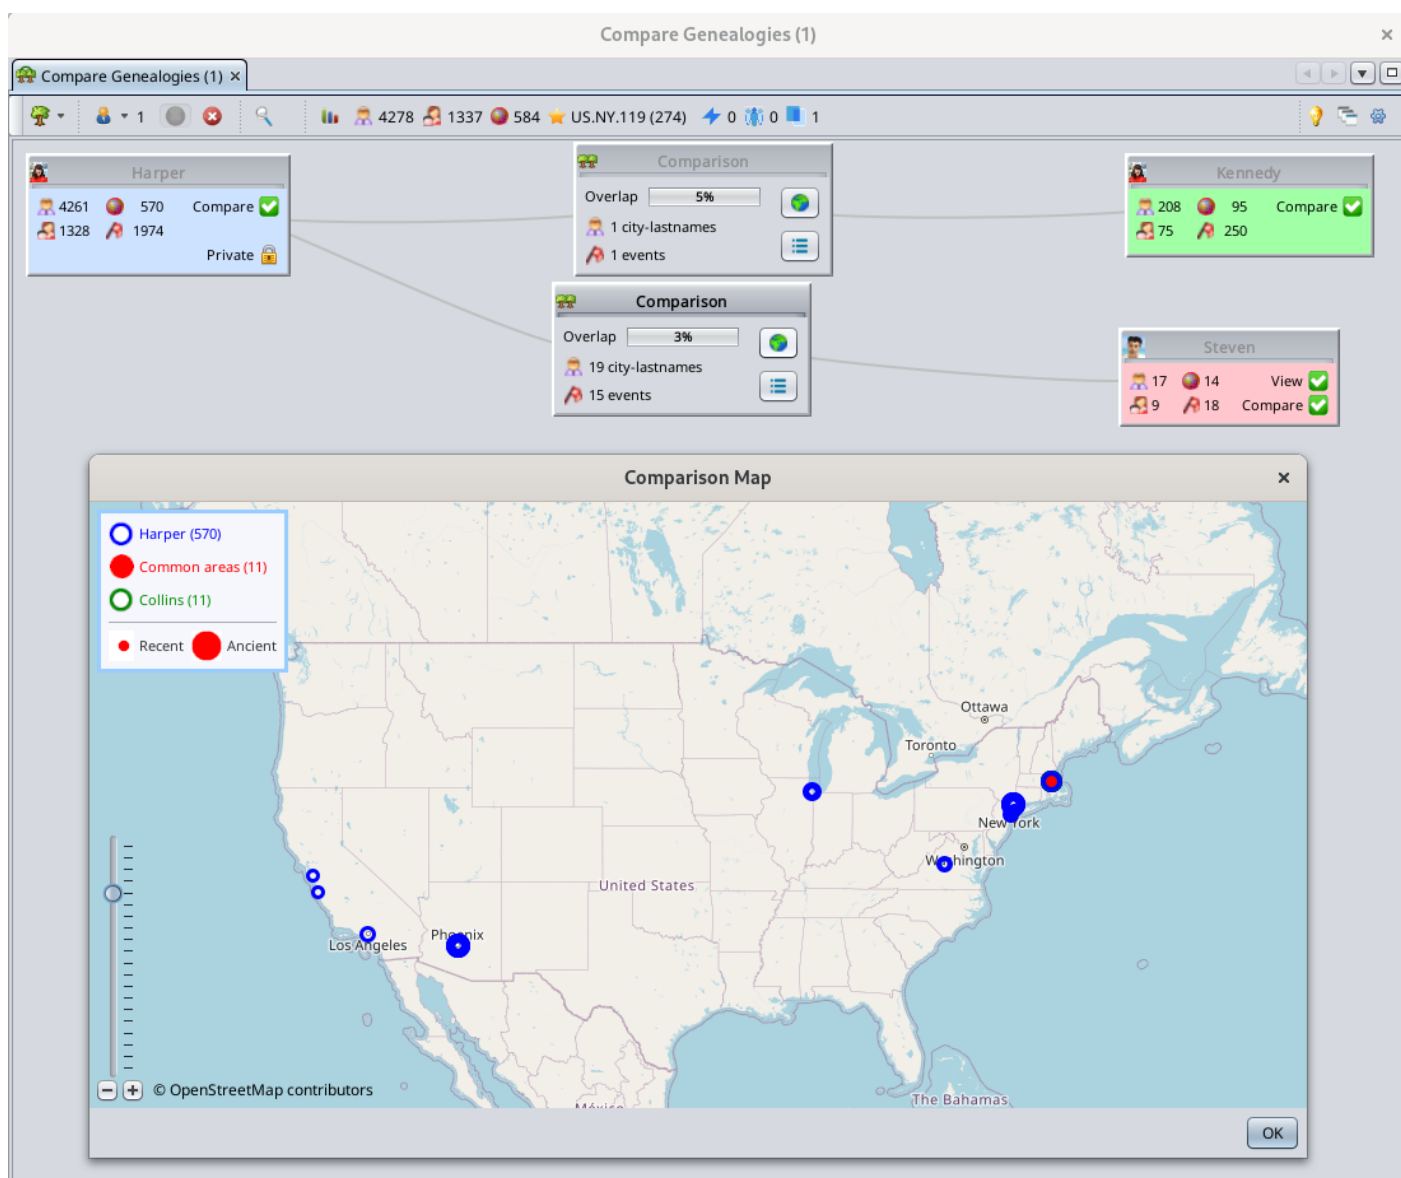 Compare Genealogies (1)
Compare Genealogies (1)
1
4278 1337 584 US.NY.119 (274) 0 0 1
Harper
4261 570 Compare
1328 1974
Private
Comparison
Overlap 5%
1 city-lastnames
1 events
Kennedy
208 95 Compare
75 250
Comparison
Overlap 3%
19 city-lastnames
15 events
Steven
17 14 View
9 18 Compare
Comparison Map
Harper (570)
Common areas (11)
Collins (11)
Recent Ancient
Ottawa
Toronto
New York
Washington
United States
Phoenix
Los Angeles
© OpenStreetMap contributors
México
The Bahamas
OK